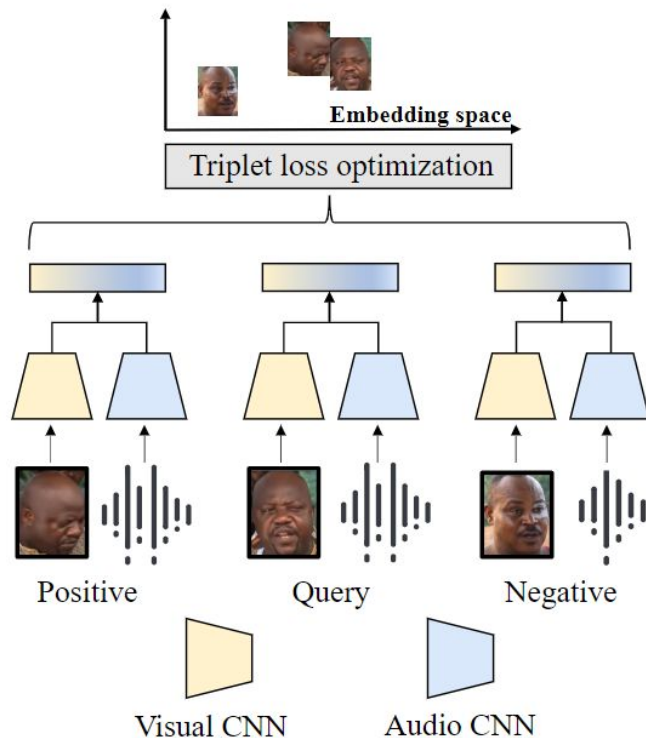 Embedding space
Triplet loss optimization
Positive
Query
Negative
Visual CNN
Audio CNN